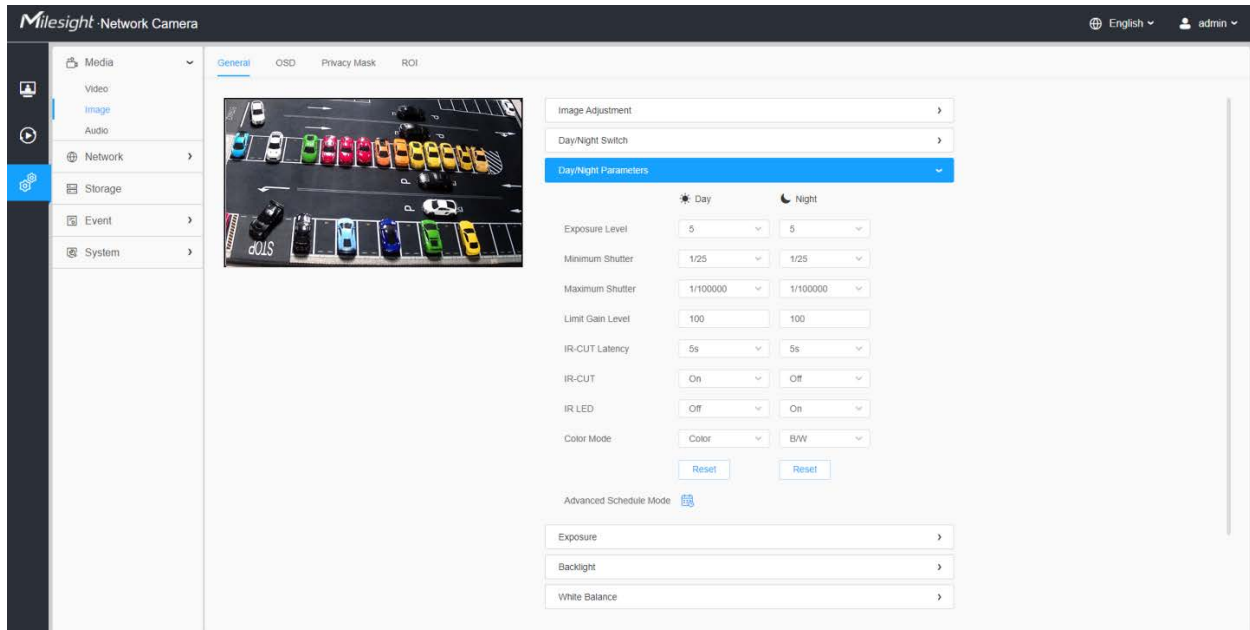 Milesight ·Network Camera
English
admin
Media
Video
Image
Audio
Network
Storage
Event
System
General OSD Privacy Mask ROI
STOP
P
P
P
P
Image Adjustment
Day/Night Switch
Day/Night Parameters
Day Night
Exposure Level 5 5
Minimum Shutter 1/25 1/25
Maximum Shutter 1/100000 1/100000
Limit Gain Level 100 100
IR-CUT Latency 5s 5s
IR-CUT On Off
IR LED Off On
Color Mode Color B/W
Reset Reset
Advanced Schedule Mode
Exposure
Backlight
White Balance